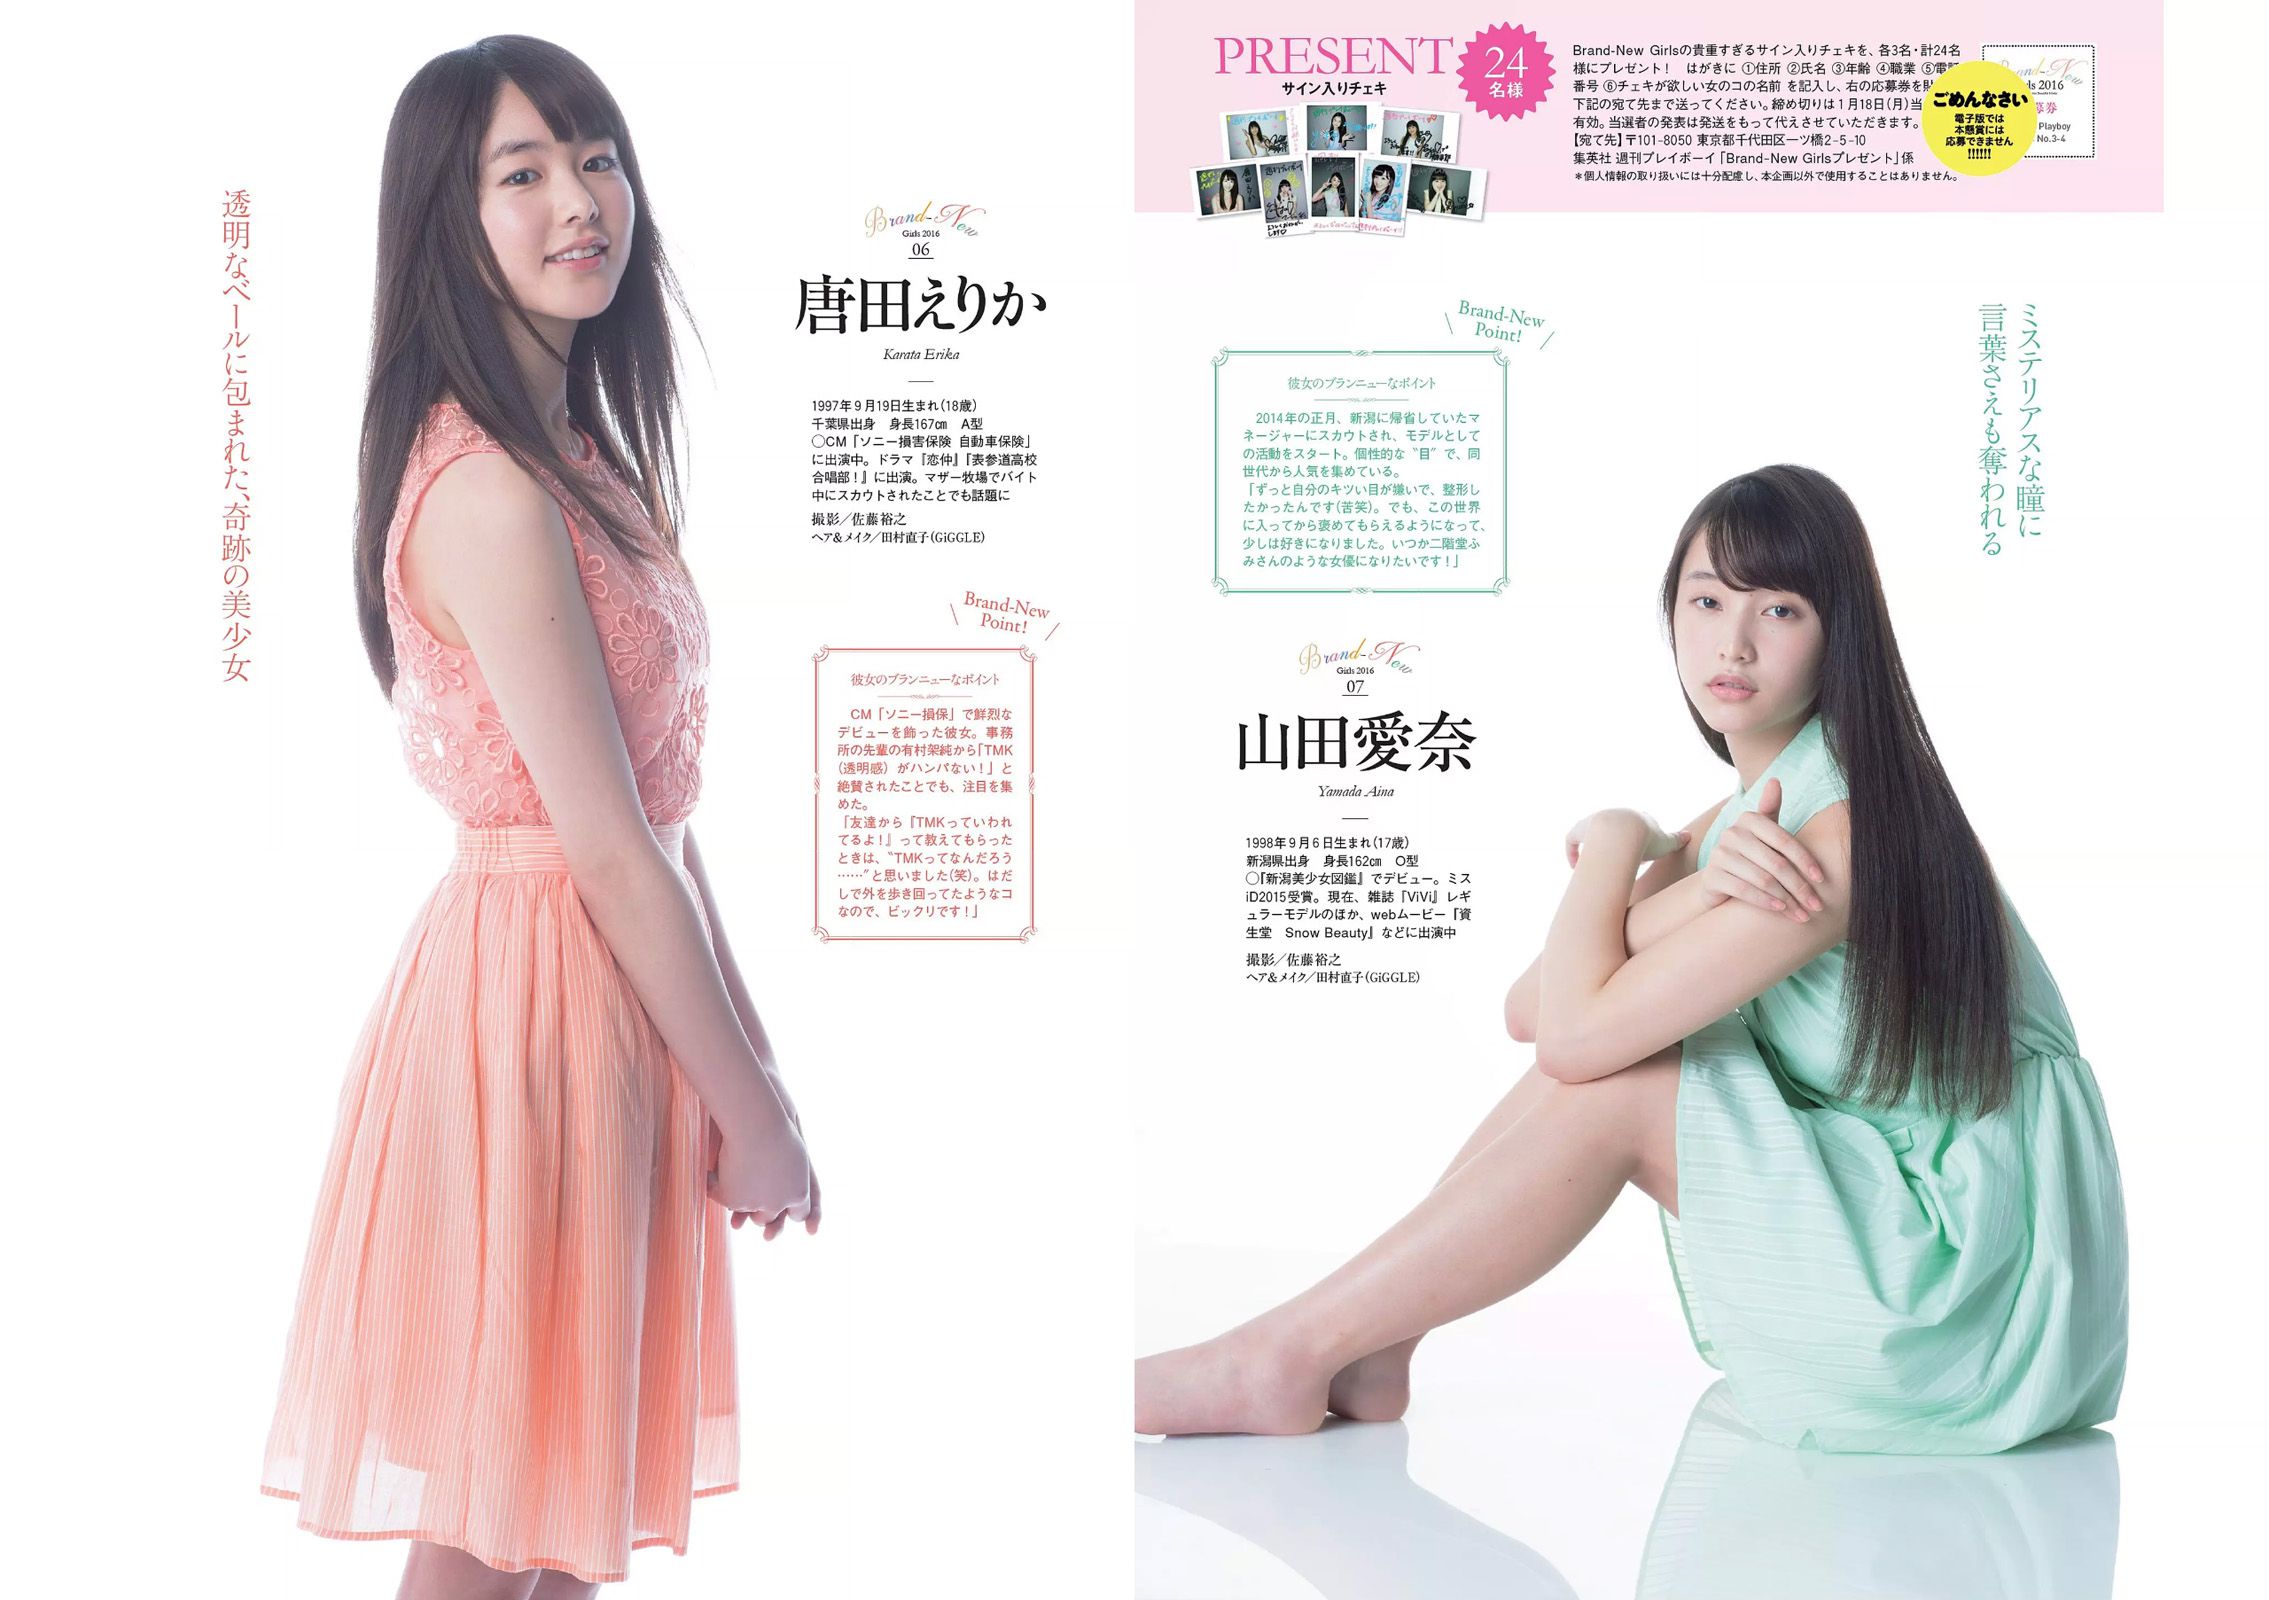 透明なベールに包まれた、奇跡の美少女
Brand-New
Girls 2016
06
唐田えりか
Karata Erika
1997年9月19日生まれ(18歳)
千葉県出身　身長167㎝　A型
◯CM「ソニー損害保険 自動車保険」
に出演中。ドラマ『恋仲』『表参道高校
合唱部！』に出演。マザー牧場でバイト
中にスカウトされたことでも話題に
撮影／佐藤裕之
ヘア＆メイク／田村直子(GiGGLE)
Brand-New
Point!
彼女のブランニューなポイント
CM「ソニー損保」で鮮烈な
デビューを飾った彼女。事務
所の先輩の有村架純から「TMK
(透明感）がハンパない！」と
絶賛されたことでも、注目を集
めた。
「友達から『TMKっていわれ
てるよ！』って教えてもらった
ときは、〝TMKってなんだろう
……〟と思いました(笑)。はだ
しで外を歩き回ってたようなコ
なので、ビックリです！」
PRESENT
サイン入りチェキ
24
名様
Brand-New Girlsの貴重すぎるサイン入りチェキを、各3名・計24名
様にプレゼント！　はがきに ①住所 ②氏名 ③年齢 ④職業 ⑤電話
番号 ⑥チェキが欲しい女のコの名前 を記入し、右の応募券を貼
下記の宛て先まで送ってください。締め切りは1月18日(月)当
有効。当選者の発表は発送をもって代えさせていただきます。
【宛て先】〒101-8050 東京都千代田区一ツ橋2-5-10
集英社 週刊プレイボーイ「Brand-New Girlsプレゼント」係
＊個人情報の取り扱いには十分配慮し、本企画以外で使用することはありません。
ごめんなさい
電子版では
本懸賞には
応募できません
!!!!!!
2016
募券
Playboy
No.3-4
ミステリアスな瞳に
言葉さえも奪われる
Brand-New
Point!
彼女のブランニューなポイント
2014年の正月、新潟に帰省していたマ
ネージャーにスカウトされ、モデルとして
の活動をスタート。個性的な〝目〟で、同
世代から人気を集めている。
「ずっと自分のキツい目が嫌いで、整形し
たかったんです(苦笑)。でも、この世界
に入ってから褒めてもらえるようになって、
少しは好きになりました。いつか二階堂ふ
みさんのような女優になりたいです！」
Brand-New
Girls 2016
07
山田愛奈
Yamada Aina
1998年9月6日生まれ(17歳)
新潟県出身　身長162㎝　O型
◯『新潟美少女図鑑』でデビュー。ミス
iD2015受賞。現在、雑誌『ViVi』レギ
ュラーモデルのほか、webムービー『資
生堂　Snow Beauty』などに出演中
撮影／佐藤裕之
ヘア＆メイク／田村直子(GiGGLE)